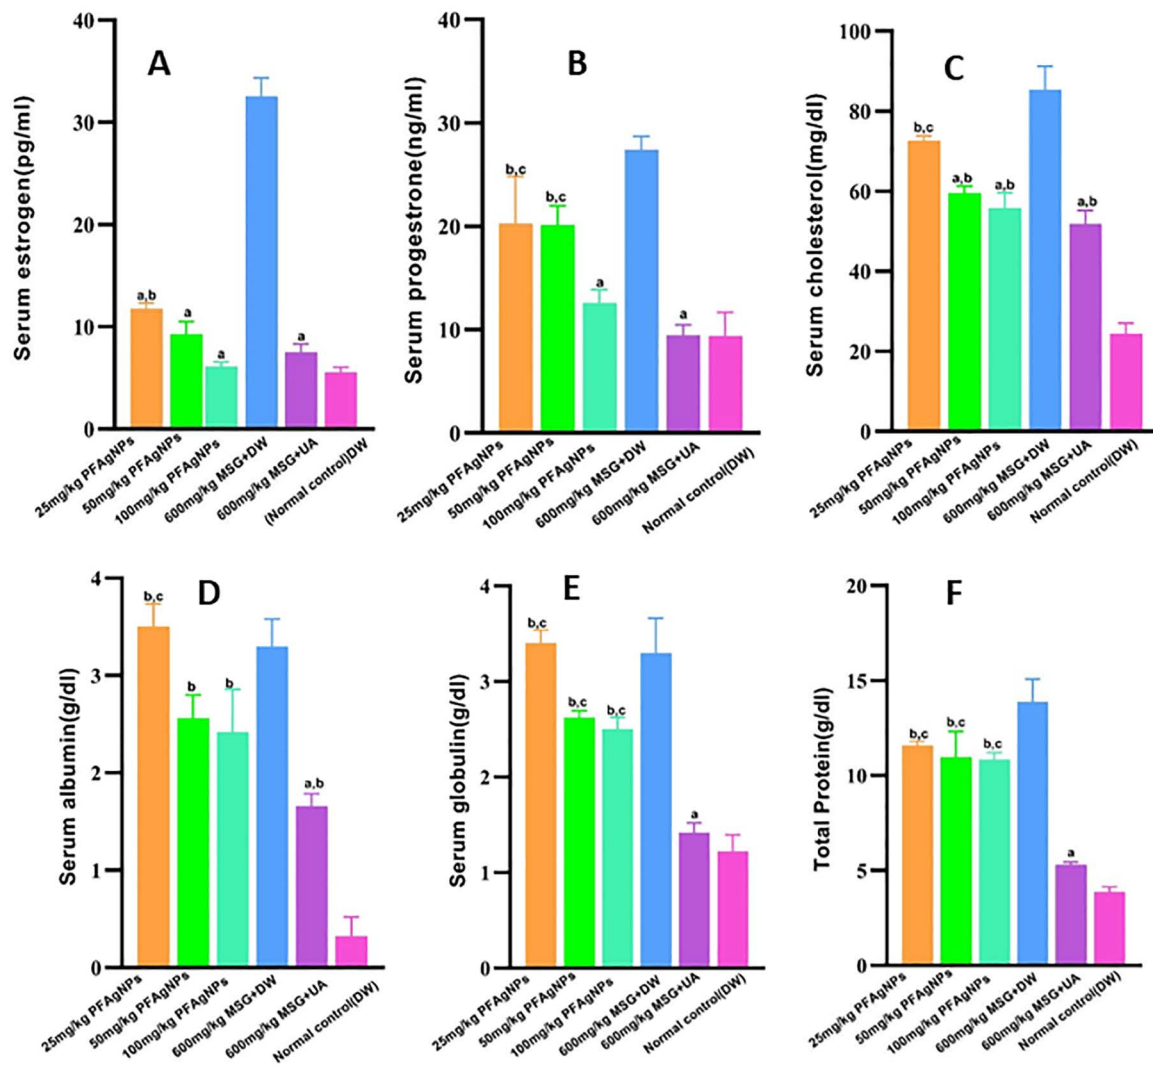 A
Serum estrogen(pg/ml)
40
30
20
10
0
a,b
a
a
a
25mg/kg PFAgNPs
50mg/kg PFAgNPs
100mg/kg PFAgNPs
600mg/kg MSG+DW
600mg/kg MSG+UA
(Normal control(DW
B
Serum progestrone(ng/ml)
40
30
20
10
0
b,c
b,c
a
a
25mg/kg PFAgNPs
50mg/kg PFAgNPs
100mg/kg PFAgNPs
600mg/kg MSG+DW
600mg/kg MSG+UA
Normal control(DW)
C
Serum cholesterol(mg/dl)
100
80
60
40
20
0
b,c
a,b
a,b
a,b
25mg/kg PFAgNPs
50mg/kg PFAgNPs
100mg/kg PFAgNPs
600mg/kg MSG+DW
600mg/kg MSG+UA
Normal control(DW)
D
Serum albumin(g/dl)
4
3
2
1
0
b,c
b
b
a,b
25mg/kg PFAgNPs
50mg/kg PFAgNPs
100mg/kg PFAgNPs
600mg/kg MSG+DW
600mg/kg MSG+UA
Normal control(DW)
E
Serum globulin(g/dl)
4
3
2
1
0
b,c
b,c
b,c
a
25mg/kg PFAgNPs
50mg/kg PFAgNPs
100mg/kg PFAgNPs
600mg/kg MSG+DW
600mg/kg MSG+UA
Normal control(DW)
F
Total Protein(g/dl)
20
15
10
5
0
b,c
b,c
b,c
a
25mg/kg PFAgNPs
50mg/kg PFAgNPs
100mg/kg PFAgNPs
600mg/kg MSG+DW
600mg/kg MSG+UA
Normal control(DW)